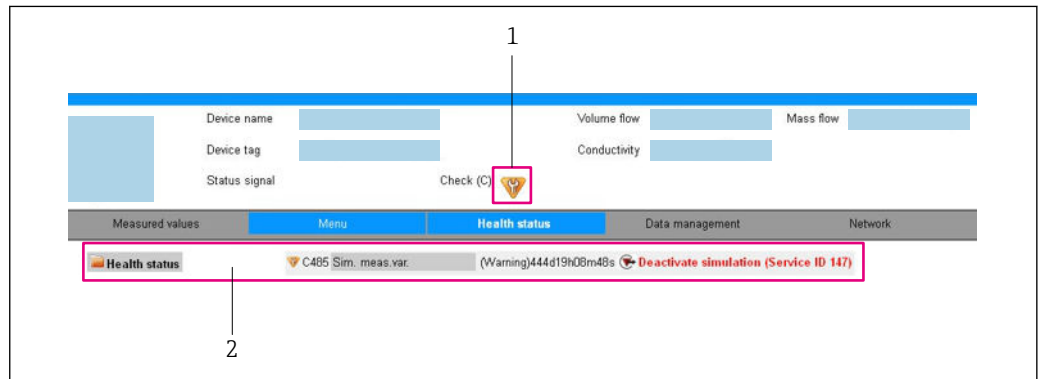 1
Device name Volume flow Mass flow
Device tag Conductivity
Status signal Check (C)
Measured values Menu Health status Data management Network
Health status C485 Sim. meas.var. (Warning)444d19h08m48s Deactivate simulation (Service ID 147)
2